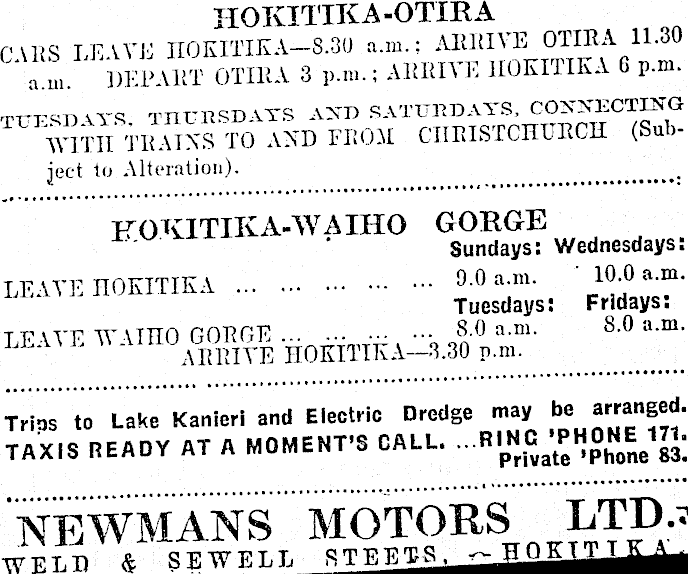 HOKITIKA-OTIRA
CARS LEAVE HOKITIKA—8.30 a.m.; ARRIVE OTIRA 11.30
a.m. DEPART OTIRA 3 p.m.; ARRIVE HOKITIKA 6 p.m.
TUESDAYS, THURSDAYS AND SATURDAYS, CONNECTING
WITH TRAINS TO AND FROM CHRISTCHURCH (Sub-
ject to Alteration).
HOKITIKA-WAIHO GORGE
Sundays: Wednesdays:
LEAVE HOKITIKA ... ... ... ... ... 9.0 a.m. 10.0 a.m.
Tuesdays: Fridays:
LEAVE WAIHO GORGE ... ... ... ... 8.0 a.m. 8.0 a.m.
ARRIVE HOKITIKA—3.30 p.m.
Trips to Lake Kanieri and Electric Dredge may be arranged.
TAXIS READY AT A MOMENT'S CALL. ...RING 'PHONE 171.
Private 'Phone 83.
NEWMANS MOTORS LTD.
WELD & SEWELL STEETS, ~ HOKITIKA.